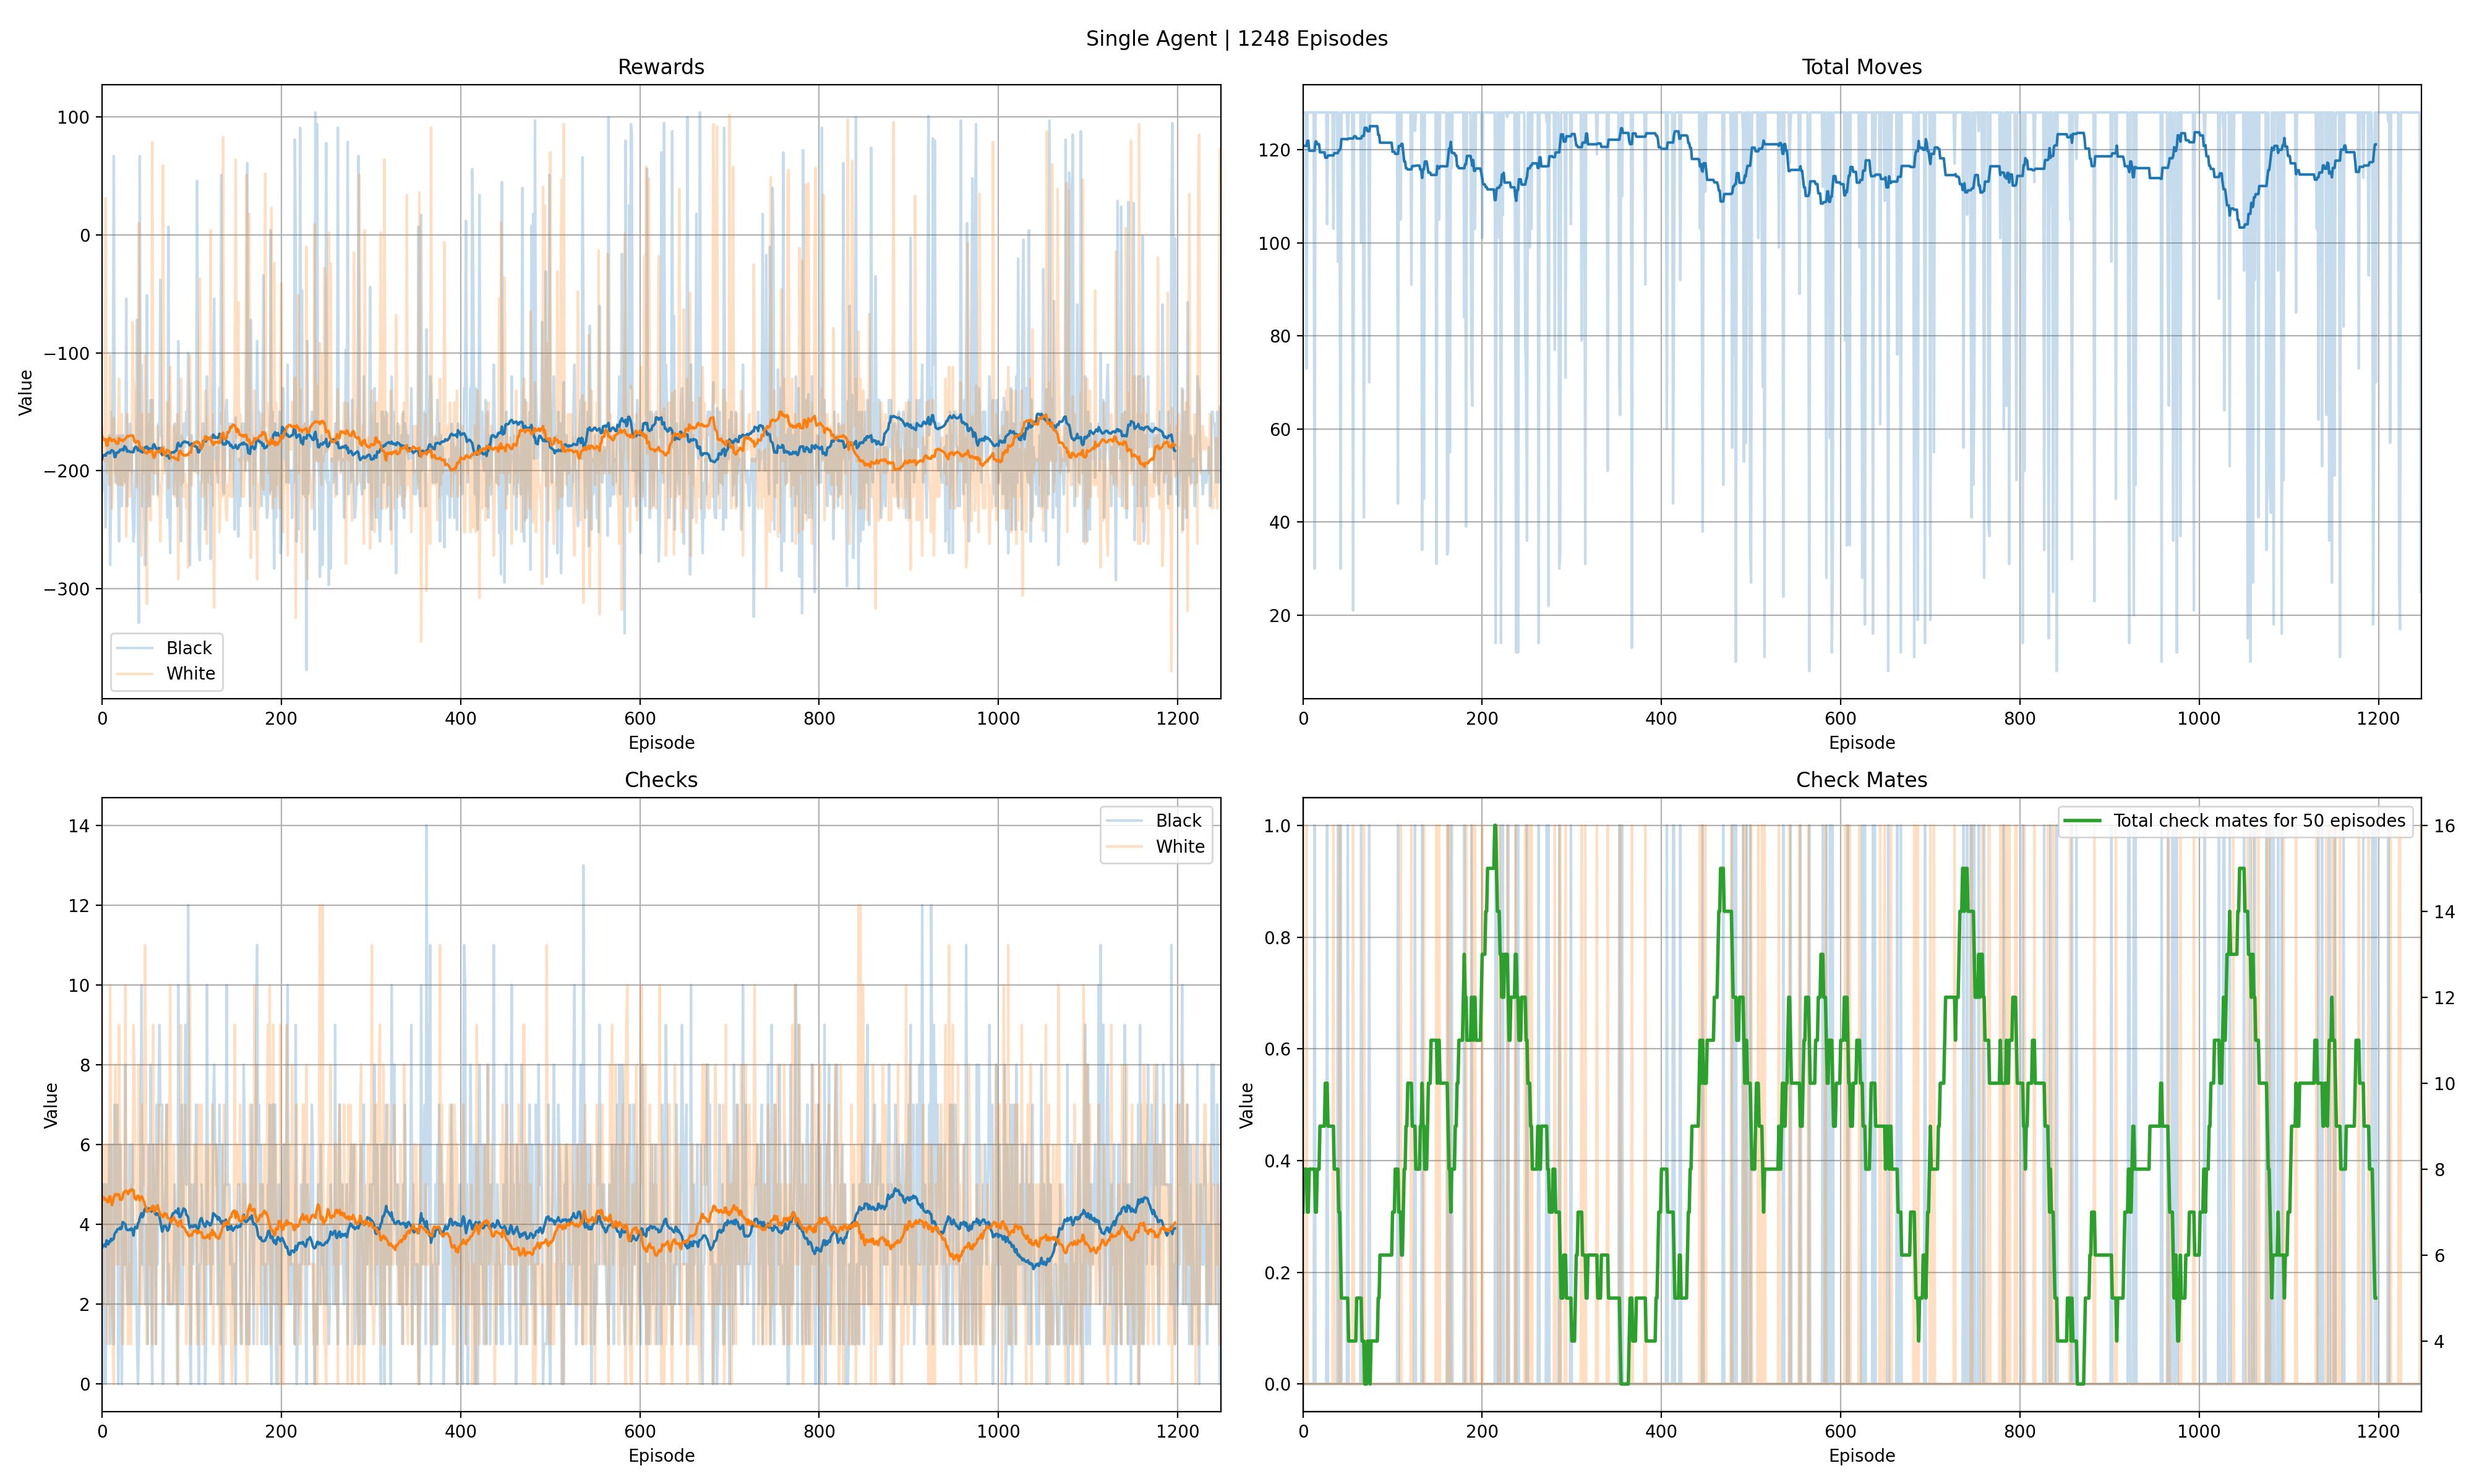 Single Agent | 1248 Episodes
Rewards
100
0
−100
−200
−300
Value
Black
White
0 200 400 600 800 1000 1200
Episode
Total Moves
120
100
80
60
40
20
0 200 400 600 800 1000 1200
Episode
Checks
14
12
10
8
6
4
2
0
Value
Black
White
0 200 400 600 800 1000 1200
Episode
Check Mates
Total check mates for 50 episodes
1.0
0.8
0.6
0.4
0.2
0.0
Value
16
14
12
10
8
6
4
0 200 400 600 800 1000 1200
Episode